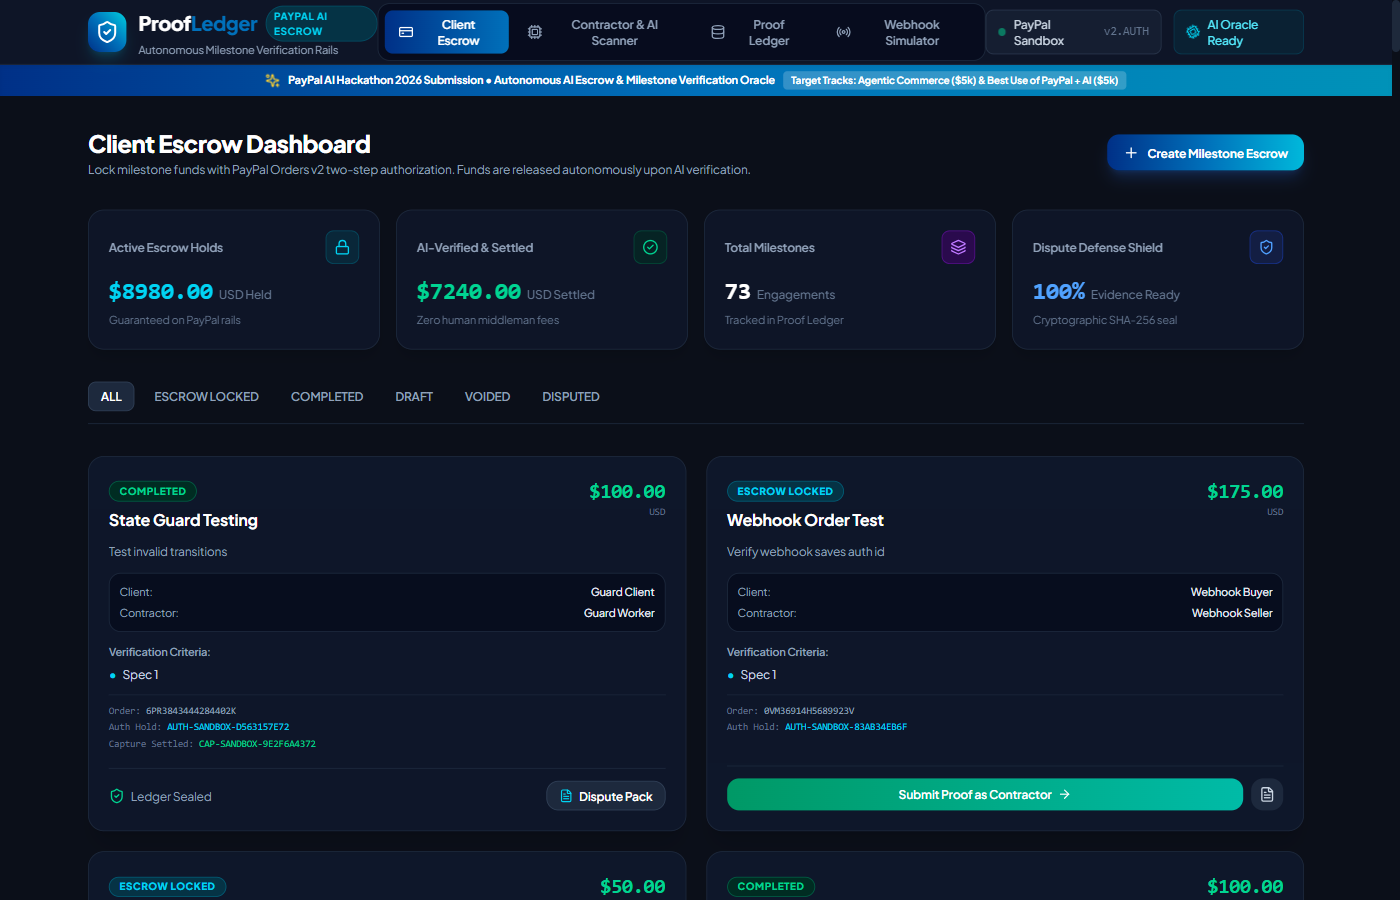 ProofLedger
PAYPAL AI ESCROW
Autonomous Milestone Verification Rails
Client Escrow
Contractor & AI Scanner
Proof Ledger
Webhook Simulator
PayPal Sandbox
v2.AUTH
AI Oracle Ready
PayPal AI Hackathon 2026 Submission • Autonomous AI Escrow & Milestone Verification Oracle
Target Tracks: Agentic Commerce ($5k) & Best Use of PayPal + AI ($5k)
Client Escrow Dashboard
Lock milestone funds with PayPal Orders v2 two-step authorization. Funds are released autonomously upon AI verification.
Create Milestone Escrow
Active Escrow Holds
$8980.00 USD Held
Guaranteed on PayPal rails
AI-Verified & Settled
$7240.00 USD Settled
Zero human middleman fees
Total Milestones
73 Engagements
Tracked in Proof Ledger
Dispute Defense Shield
100% Evidence Ready
Cryptographic SHA-256 seal
ALL
ESCROW LOCKED
COMPLETED
DRAFT
VOIDED
DISPUTED
COMPLETED
$100.00
USD
State Guard Testing
Test invalid transitions
Client: Guard Client
Contractor: Guard Worker
Verification Criteria:
• Spec 1
Order: 6PR3843444284402K
Auth Hold: AUTH-SANDBOX-D563157E72
Capture Settled: CAP-SANDBOX-9E2F6A4372
Ledger Sealed
Dispute Pack
ESCROW LOCKED
$175.00
USD
Webhook Order Test
Verify webhook saves auth id
Client: Webhook Buyer
Contractor: Webhook Seller
Verification Criteria:
• Spec 1
Order: 0VM36914H5689923V
Auth Hold: AUTH-SANDBOX-83AB34EB6F
Submit Proof as Contractor →
ESCROW LOCKED
$50.00
COMPLETED
$100.00